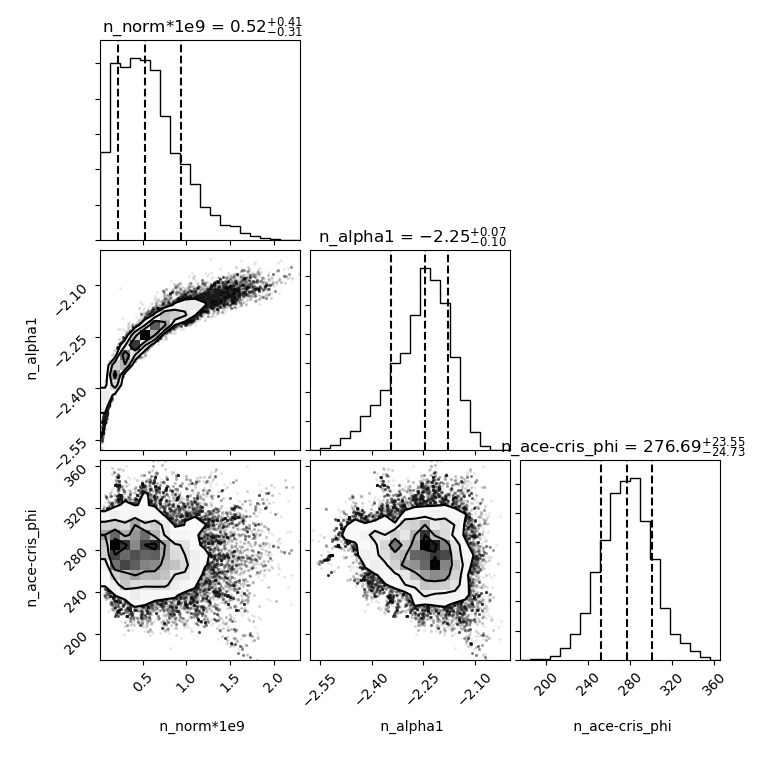 n_norm*1e9 = 0.52+0.41−0.31
n_alpha1 = −2.25+0.07−0.10
n_alpha1
−2.10
−2.25
−2.40
−2.55
n_ace-cris_phi = 276.69+23.55−24.73
n_ace-cris_phi
360
320
280
240
200
0.5 1.0 1.5 2.0
−2.55 −2.40 −2.25 −2.10
200 240 280 320 360
n_norm*1e9
n_alpha1
n_ace-cris_phi